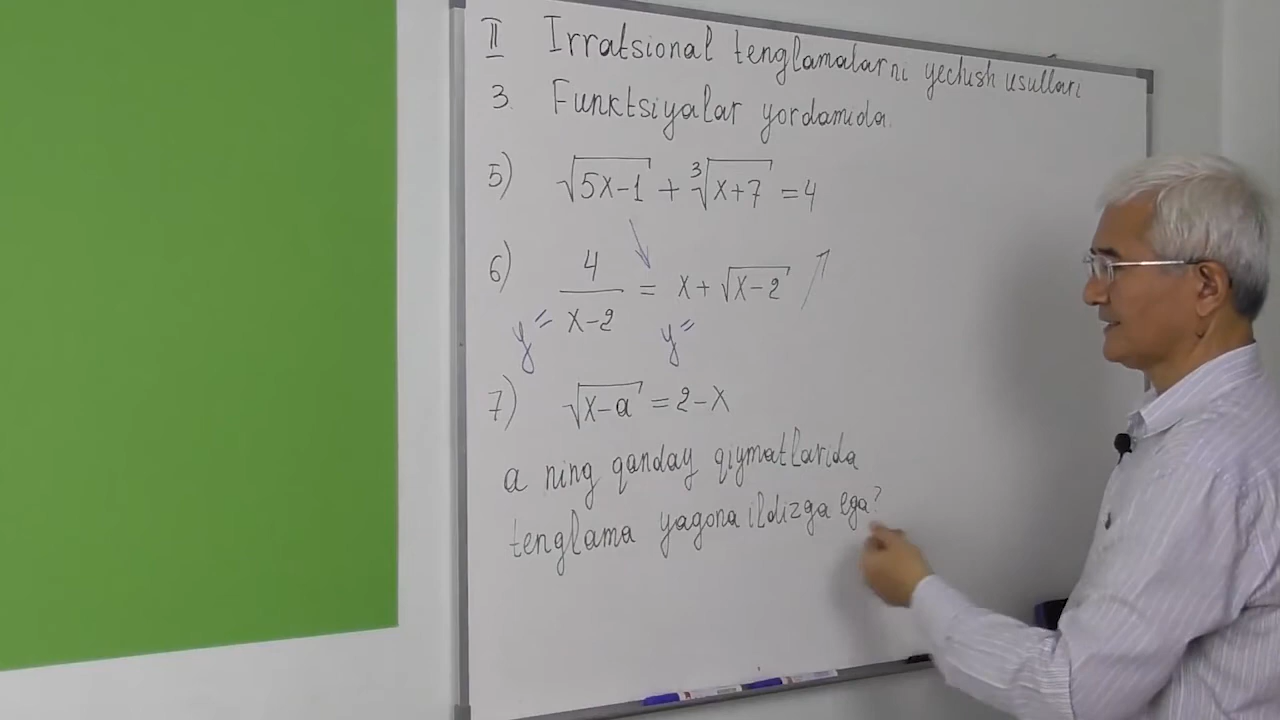 II Irratsional tenglamalarni yechish usullari
3. Funktsiyalar yordamida.
5) √(5x-1) + ³√(x+7) = 4
6) 4/(x-2) = x + √(x-2)
y= y=
7) √(x-a) = 2-x
a ning qanday qiymatlarida
tenglama yagona ildizga ega?